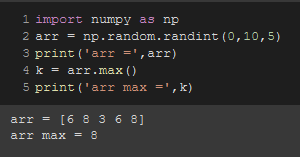 1 import numpy as np
2 arr = np.random.randint(0,10,5)
3 print('arr =',arr)
4 k = arr.max()
5 print('arr max =',k)
arr = [6 8 3 6 8]
arr max = 8